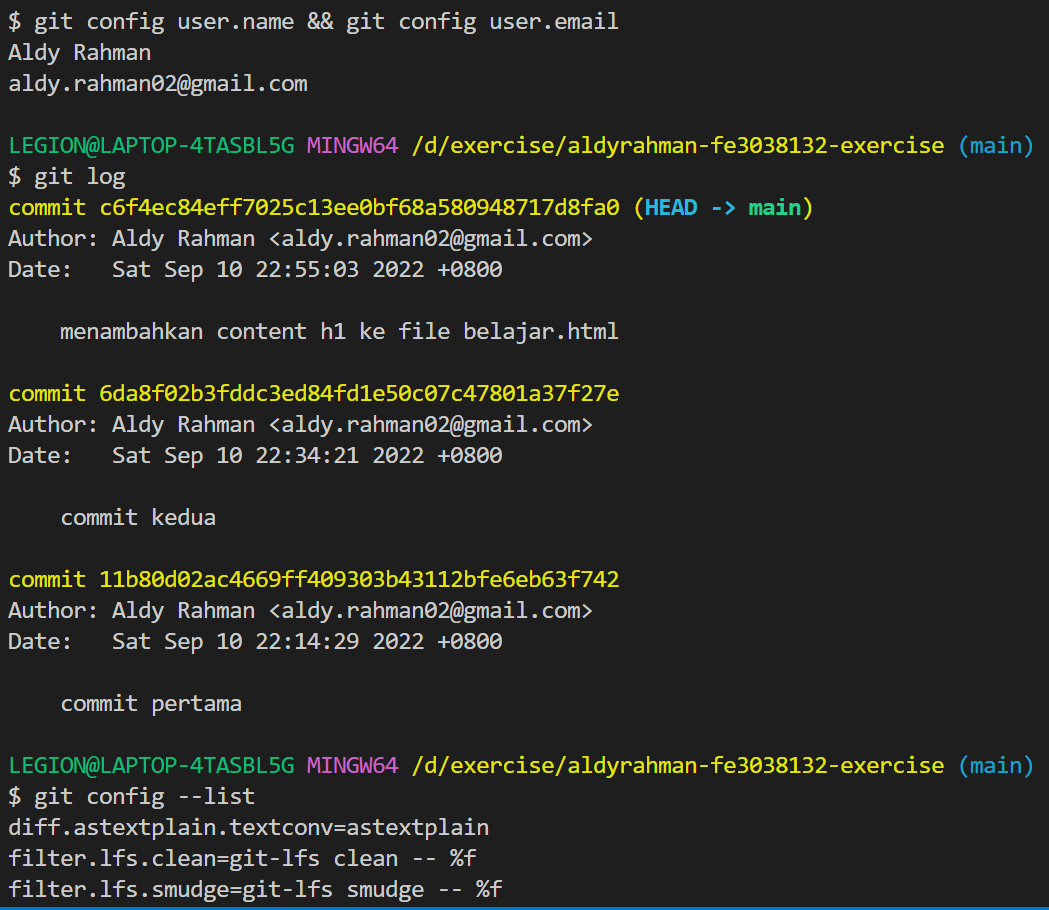 $ git config user.name && git config user.email
Aldy Rahman
aldy.rahman02@gmail.com
LEGION@LAPTOP-4TASBL5G MINGW64 /d/exercise/aldyrahman-fe3038132-exercise (main)
$ git log
commit c6f4ec84eff7025c13ee0bf68a580948717d8fa0 (HEAD -> main)
Author: Aldy Rahman <aldy.rahman02@gmail.com>
Date:   Sat Sep 10 22:55:03 2022 +0800
    menambahkan content h1 ke file belajar.html
commit 6da8f02b3fddc3ed84fd1e50c07c47801a37f27e
Author: Aldy Rahman <aldy.rahman02@gmail.com>
Date:   Sat Sep 10 22:34:21 2022 +0800
    commit kedua
commit 11b80d02ac4669ff409303b43112bfe6eb63f742
Author: Aldy Rahman <aldy.rahman02@gmail.com>
Date:   Sat Sep 10 22:14:29 2022 +0800
    commit pertama
LEGION@LAPTOP-4TASBL5G MINGW64 /d/exercise/aldyrahman-fe3038132-exercise (main)
$ git config --list
diff.astextplain.textconv=astextplain
filter.lfs.clean=git-lfs clean -- %f
filter.lfs.smudge=git-lfs smudge -- %f